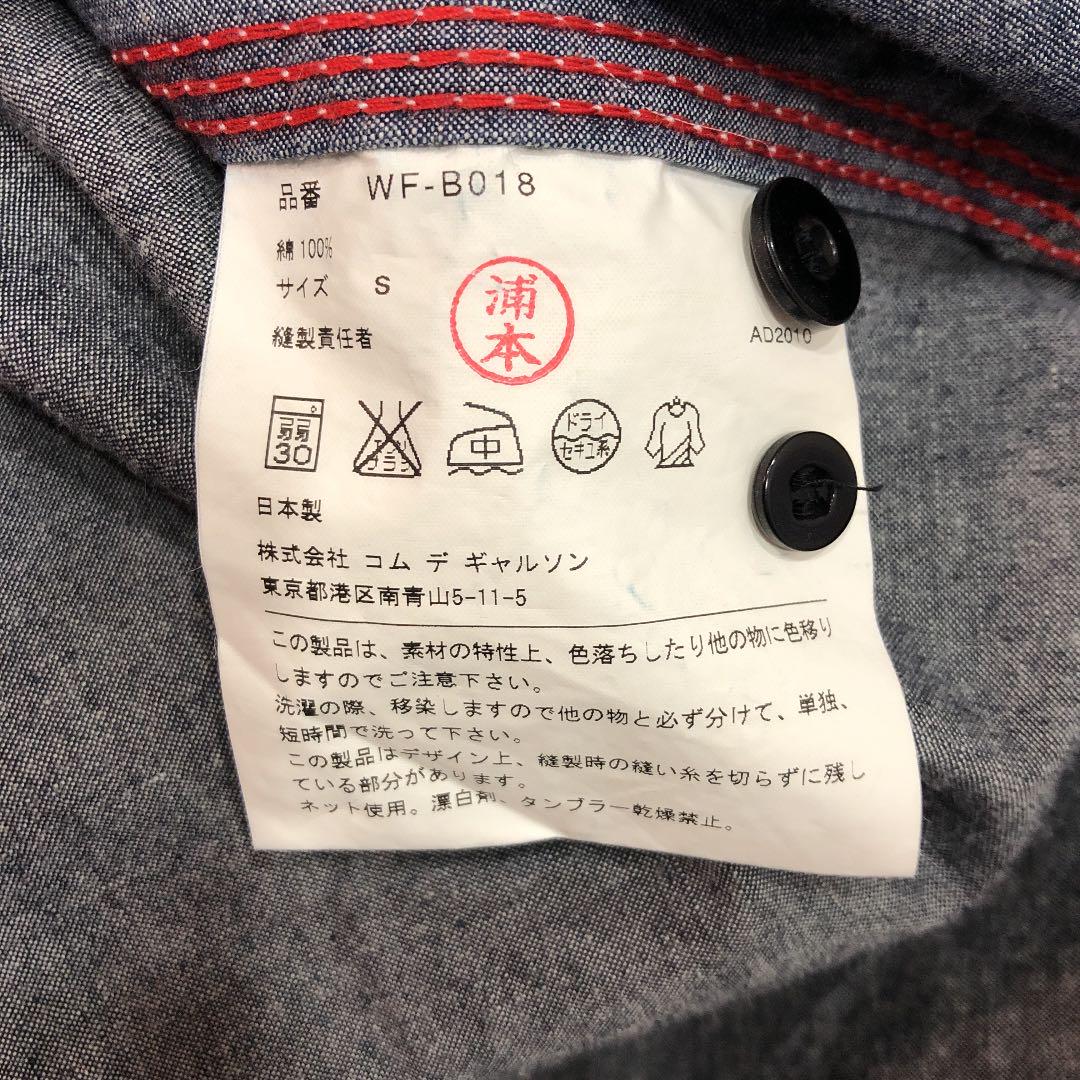 品番 WF-B018
綿 100%
サイズ S
縫製責任者
浦本
AD2010
弱
30
エンソサラシ
中
ドライ
セキユ系
日本製
株式会社 コム デ ギャルソン
東京都港区南青山5-11-5
この製品は、素材の特性上、色落ちしたり他の物に色移り
しますのでご注意下さい。
洗濯の際、移染しますので他の物と必ず分けて、単独、
短時間で洗って下さい。
この製品はデザイン上、縫製時の縫い糸を切らずに残し
ている部分があります。
ネット使用。漂白剤、タンブラー乾燥禁止。